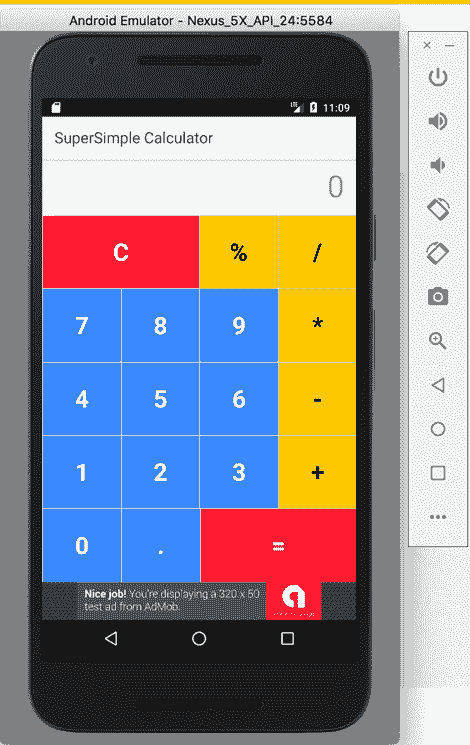 Android Emulator - Nexus_5X_API_24:5584
LTE 11:09
SuperSimple Calculator
0
C % /
7 8 9 *
4 5 6 -
1 2 3 +
0 . =
Nice job! You're displaying a 320 x 50
test ad from AdMob.